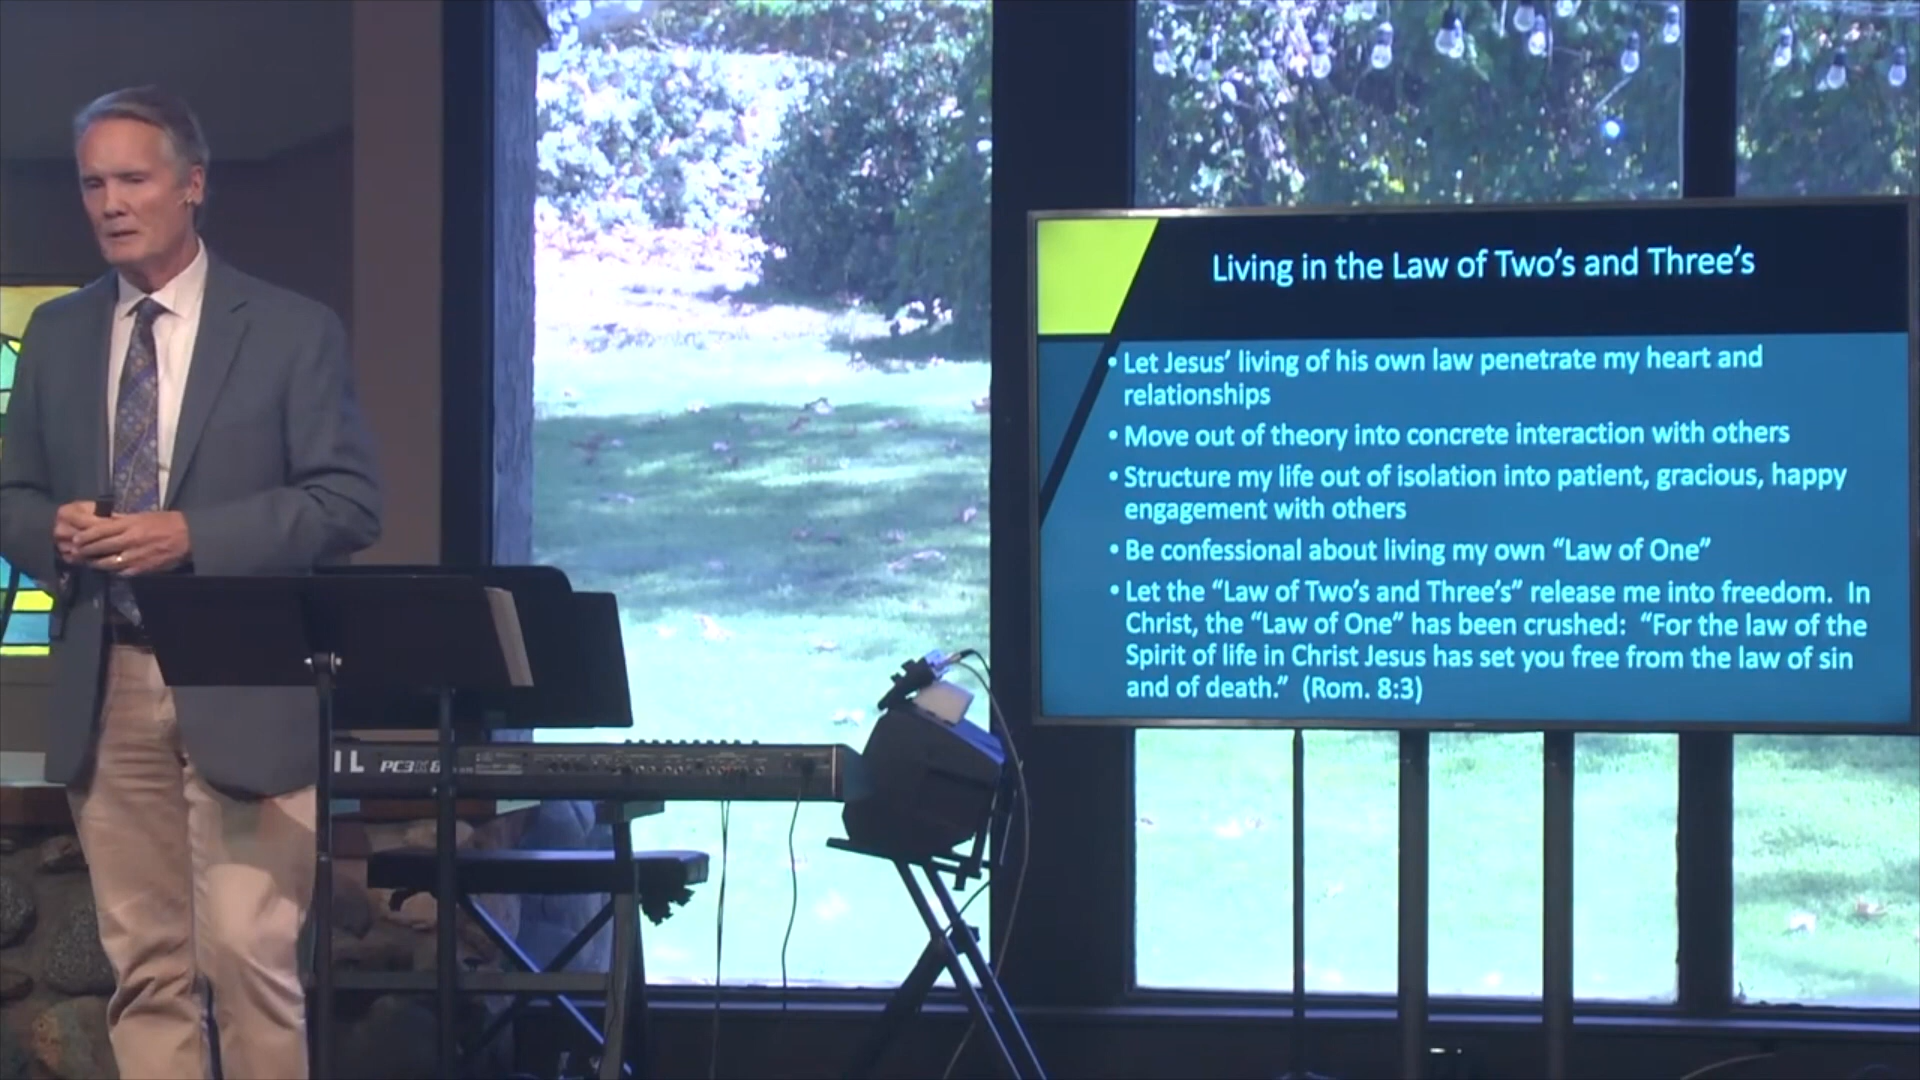 Living in the Law of Two's and Three's
• Let Jesus' living of his own law penetrate my heart and
relationships
• Move out of theory into concrete interaction with others
• Structure my life out of isolation into patient, gracious, happy
engagement with others
• Be confessional about living my own “Law of One”
• Let the “Law of Two's and Three's” release me into freedom. In
Christ, the “Law of One” has been crushed: “For the law of the
Spirit of life in Christ Jesus has set you free from the law of sin
and of death.” (Rom. 8:3)
IL PC3K8